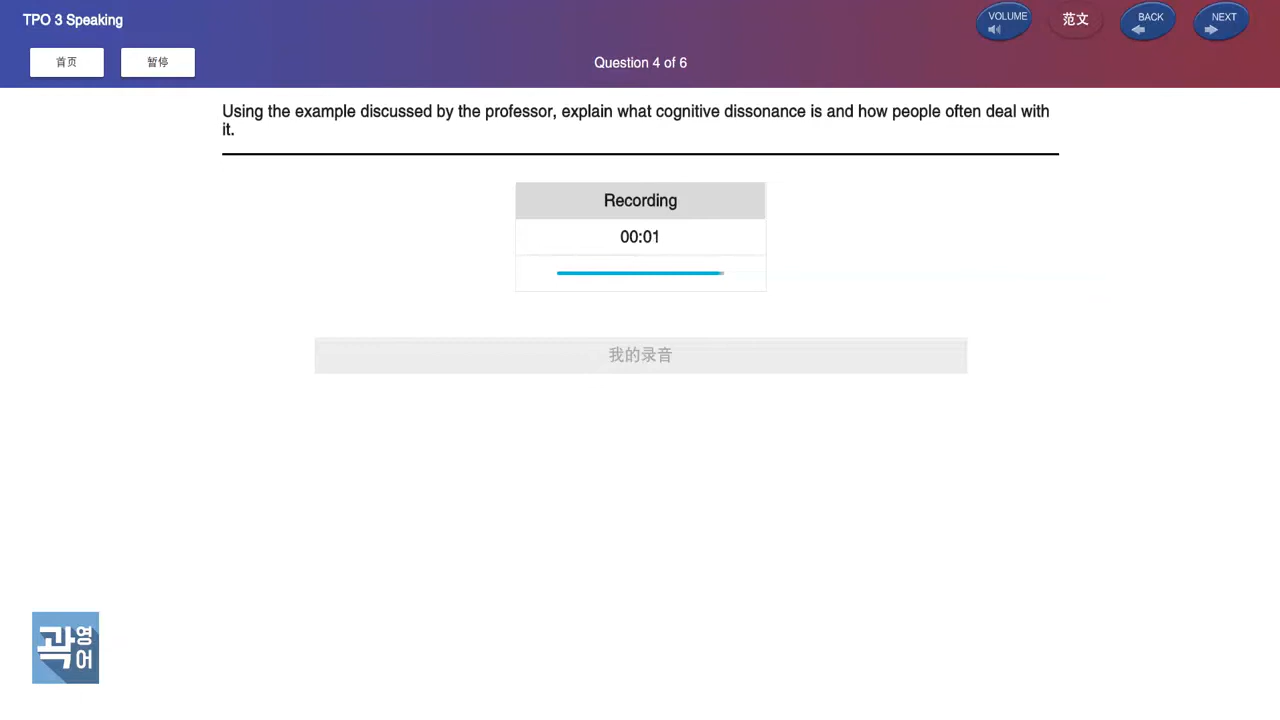 TPO 3 Speaking
VOLUME
范文
BACK
NEXT
首页
暂停
Question 4 of 6
Using the example discussed by the professor, explain what cognitive dissonance is and how people often deal with
it.
Recording
00:01
我的录音
곽영어